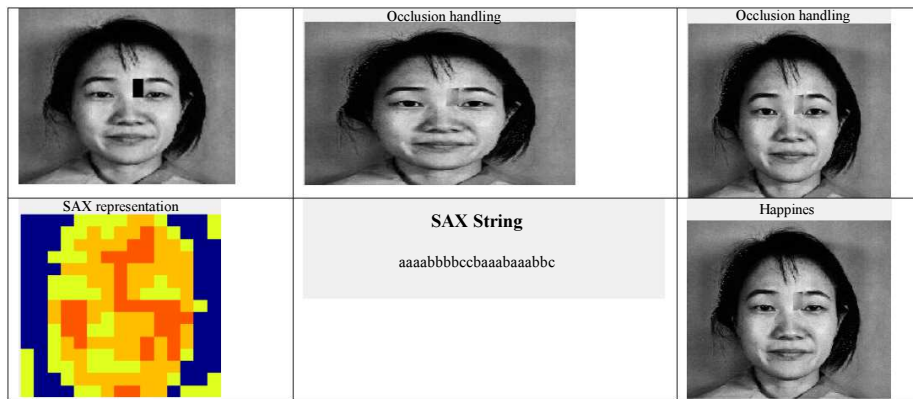 Occlusion handling
Occlusion handling
SAX representation
SAX String
aaaabbbbccbaaabaaabbc
Happines